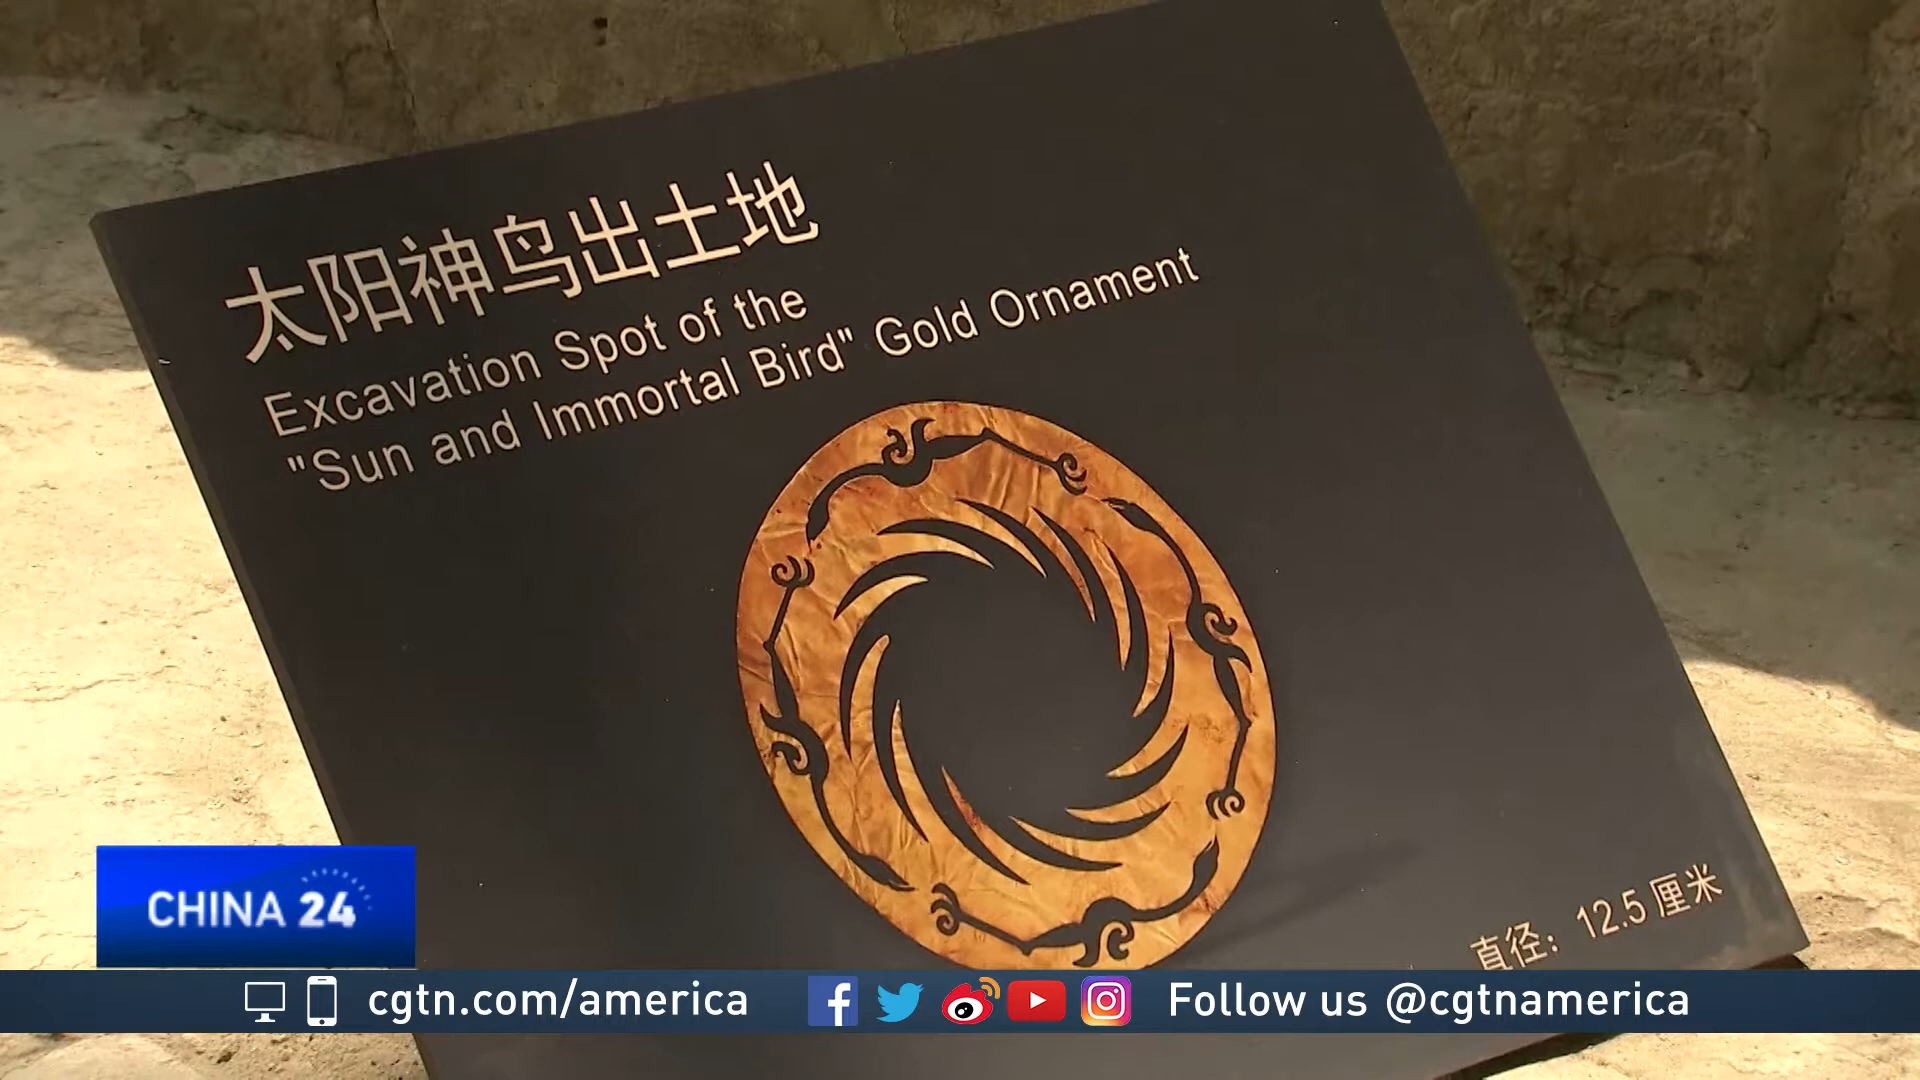 太阳神鸟出土地
Excavation Spot of the
"Sun and Immortal Bird" Gold Ornament
直径：12.5厘米
CHINA 24
cgtn.com/america
Follow us @cgtnamerica